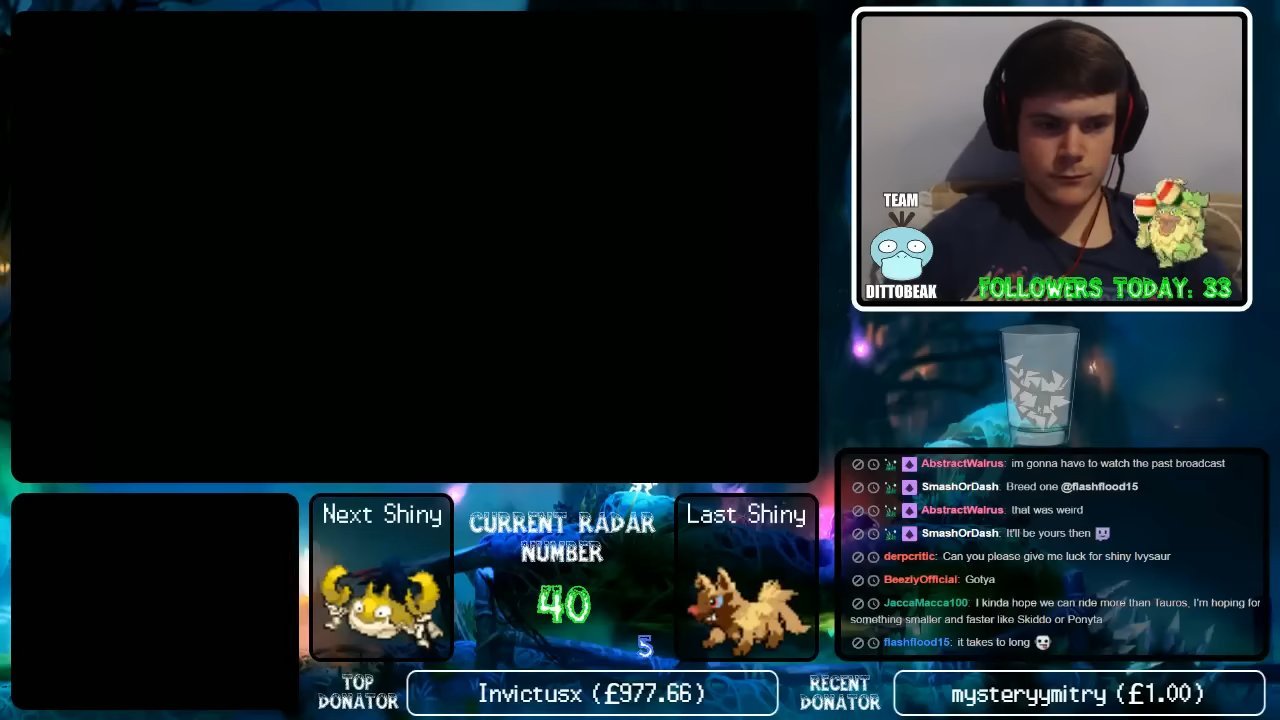 TEAM
DITTOBEAK
FOLLOWERS TODAY: 33
AbstractWalrus: im gonna have to watch the past broadcast
SmashOrDash: Breed one @flashflood15
AbstractWalrus: that was weird
SmashOrDash: It'll be yours then
derpcritic: Can you please give me luck for shiny Ivysaur
BeezlyOfficial: Gotya
JaccaMacca100: I kinda hope we can ride more than Tauros, I'm hoping for
something smaller and faster like Skiddo or Ponyta
flashflood15: it takes to long
Next Shiny
CURRENT RADAR
NUMBER
40
5
Last Shiny
TOP
DONATOR
Invictusx (£977.66)
RECENT
DONATOR
mysteryymitry (£1.00)